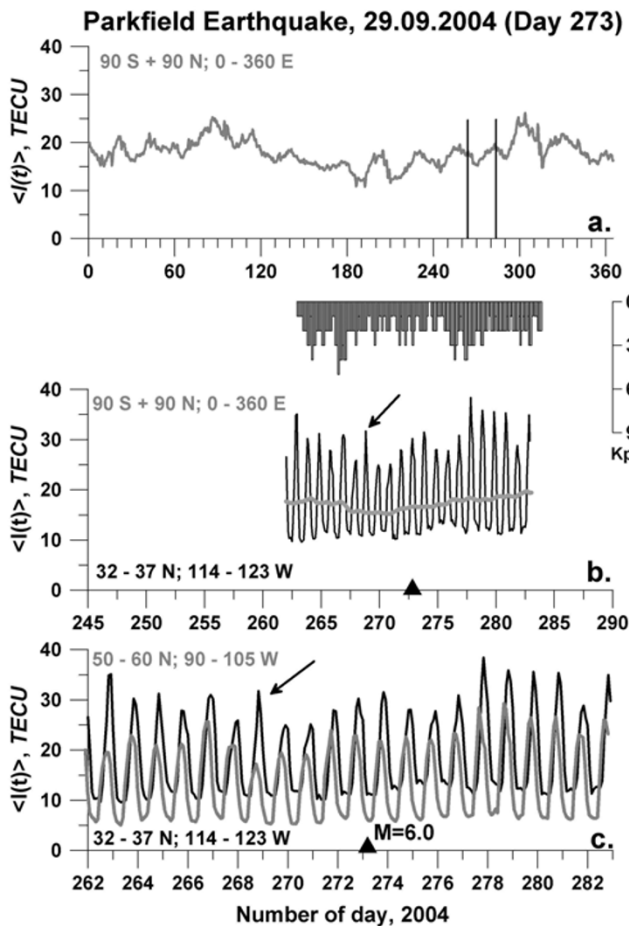 Parkfield Earthquake, 29.09.2004 (Day 273)
40
30
20
10
0
<I(t)>, TECU
90 S + 90 N; 0 - 360 E
a.
0 60 120 180 240 300 360
0
3
6
9
Kp
40
30
20
10
0
<I(t)>, TECU
90 S + 90 N; 0 - 360 E
32 - 37 N; 114 - 123 W
b.
245 250 255 260 265 270 275 280 285 290
40
30
20
10
0
<I(t)>, TECU
50 - 60 N; 90 - 105 W
32 - 37 N; 114 - 123 W
M=6.0
c.
262 264 266 268 270 272 274 276 278 280 282
Number of day, 2004